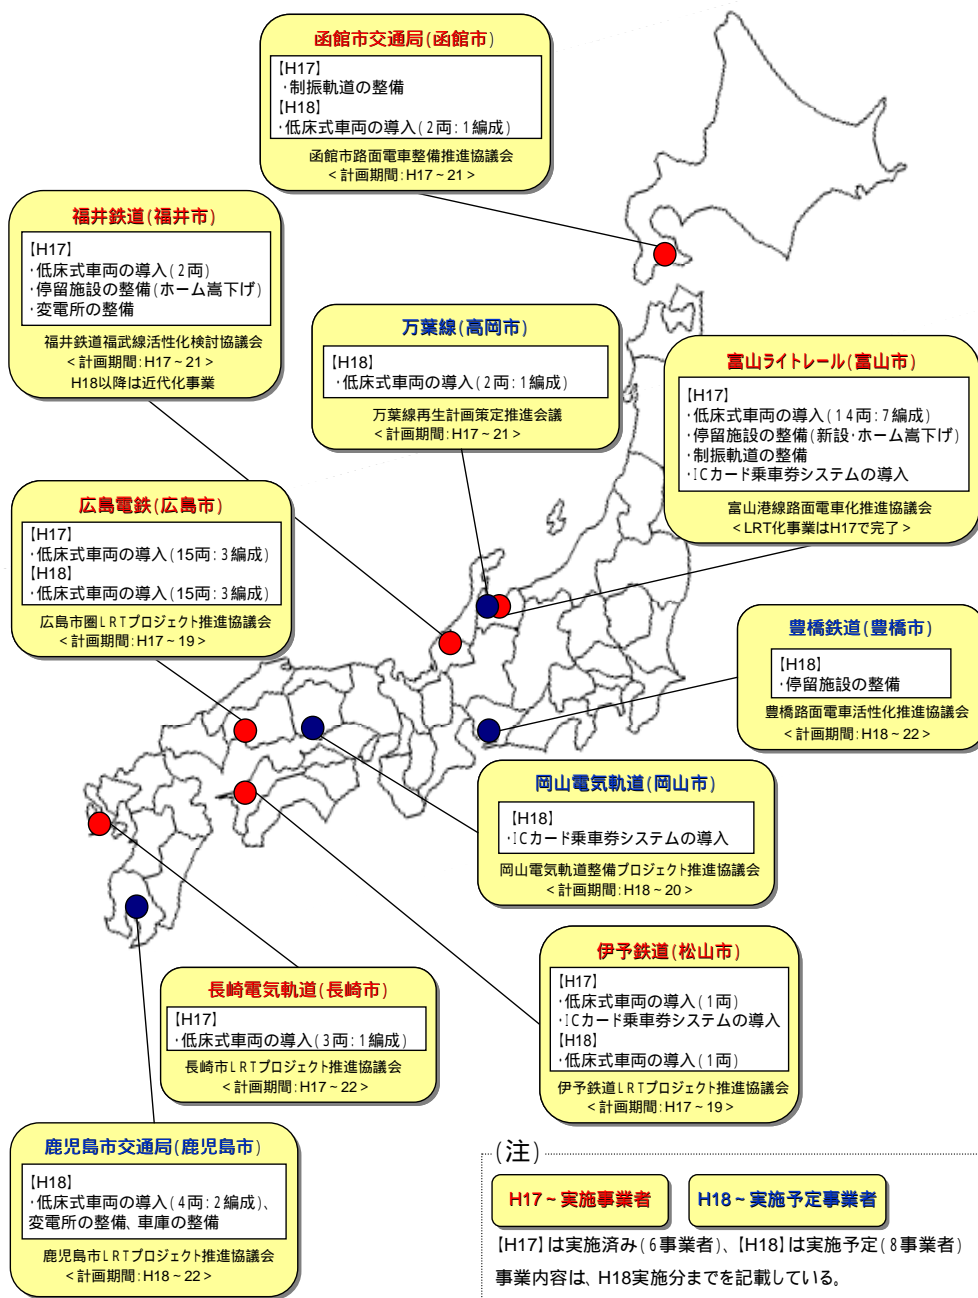 函館市交通局(函館市)
【H17】
・制振軌道の整備
【H18】
・低床式車両の導入(2両:1編成)
函館市路面電車整備推進協議会
<計画期間:H17~21>
福井鉄道(福井市)
【H17】
・低床式車両の導入(2両)
・停留施設の整備(ホーム嵩下げ)
・変電所の整備
福井鉄道福武線活性化検討協議会
<計画期間:H17~21>
H18以降は近代化事業
万葉線(高岡市)
【H18】
・低床式車両の導入(2両:1編成)
万葉線再生計画策定推進会議
<計画期間:H17~21>
富山ライトレール(富山市)
【H17】
・低床式車両の導入(14両:7編成)
・停留施設の整備(新設・ホーム嵩下げ)
・制振軌道の整備
・ICカード乗車券システムの導入
富山港線路面電車化推進協議会
<LRT化事業はH17で完了>
広島電鉄(広島市)
【H17】
・低床式車両の導入(15両:3編成)
【H18】
・低床式車両の導入(15両:3編成)
広島市圏LRTプロジェクト推進協議会
<計画期間:H17~19>
豊橋鉄道(豊橋市)
【H18】
・停留施設の整備
豊橋路面電車活性化推進協議会
<計画期間:H18~22>
岡山電気軌道(岡山市)
【H18】
・ICカード乗車券システムの導入
岡山電気軌道整備プロジェクト推進協議会
<計画期間:H18~20>
伊予鉄道(松山市)
【H17】
・低床式車両の導入(1両)
・ICカード乗車券システムの導入
【H18】
・低床式車両の導入(1両)
伊予鉄道LRTプロジェクト推進協議会
<計画期間:H17~19>
長崎電気軌道(長崎市)
【H17】
・低床式車両の導入(3両:1編成)
長崎市LRTプロジェクト推進協議会
<計画期間:H17~22>
鹿児島市交通局(鹿児島市)
【H18】
・低床式車両の導入(4両:2編成)、
変電所の整備、車庫の整備
鹿児島市LRTプロジェクト推進協議会
<計画期間:H18~22>
(注)
H17~実施事業者
H18~実施予定事業者
【H17】は実施済み(6事業者)、【H18】は実施予定(8事業者)
事業内容は、H18実施分までを記載している。